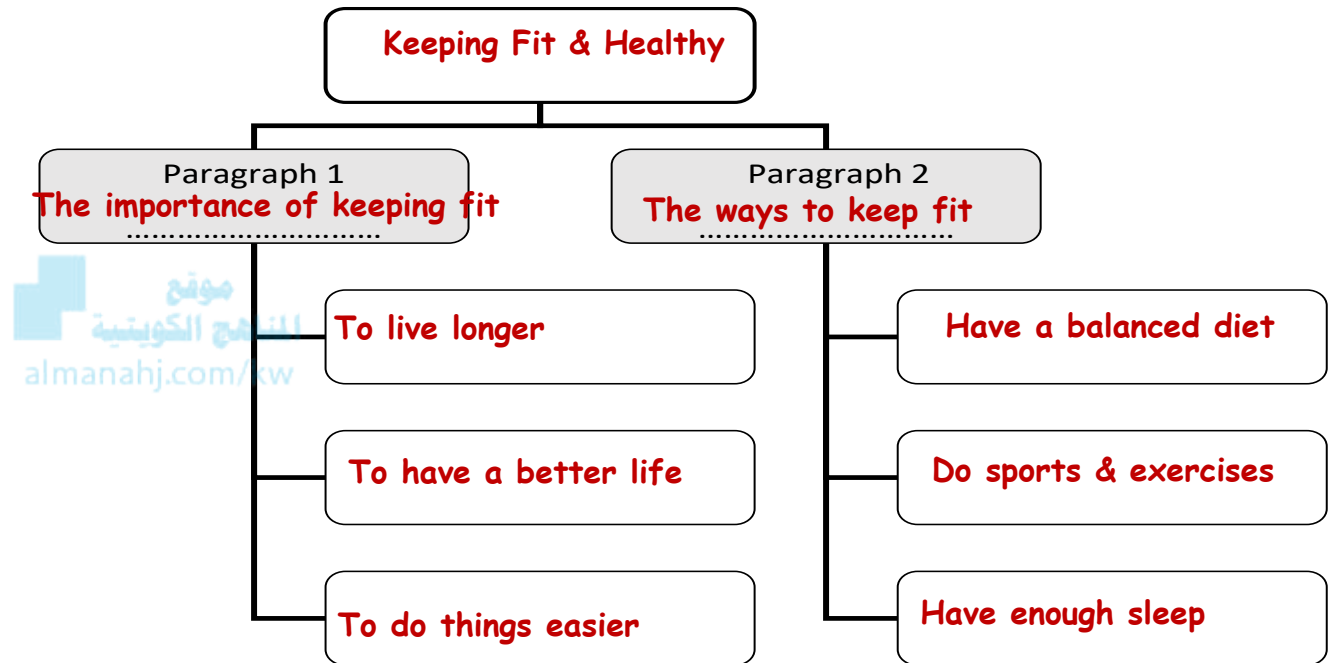 Keeping Fit & Healthy
Paragraph 1
The importance of keeping fit
................................
Paragraph 2
The ways to keep fit
................................
موقع
المناهج الكويتية
almanahj.com/kw
To live longer
To have a better life
To do things easier
Have a balanced diet
Do sports & exercises
Have enough sleep